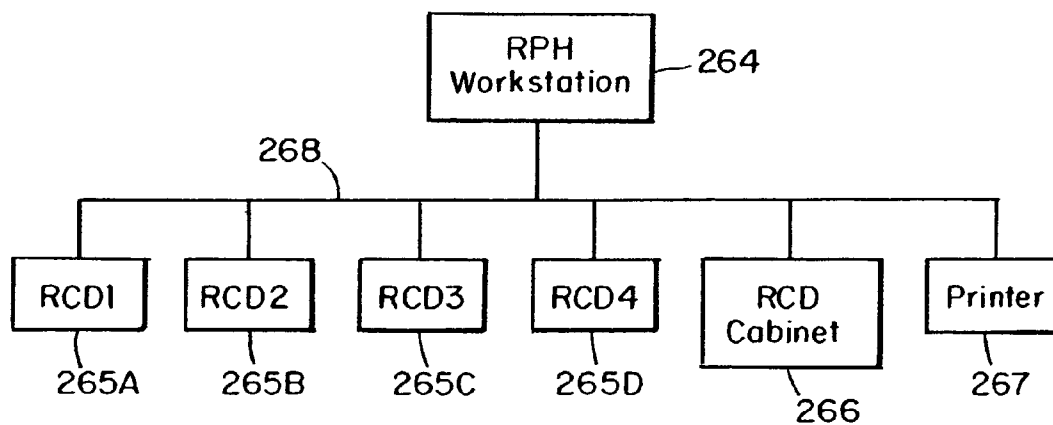 RPH
Workstation
264
268
RCD1
RCD2
RCD3
RCD4
RCD
Cabinet
Printer
265A
265B
265C
265D
266
267